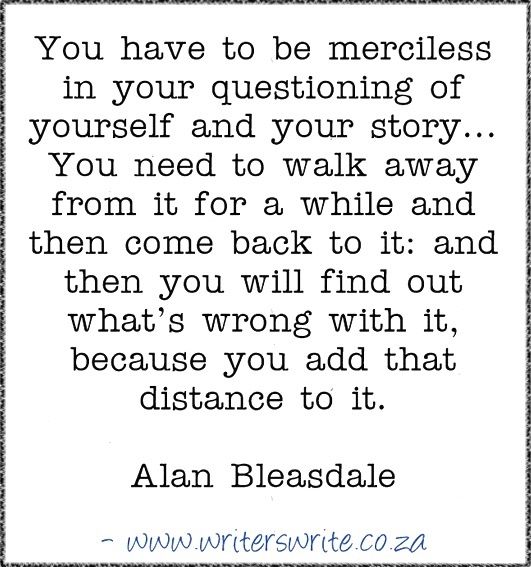 You have to be merciless
in your questioning of
yourself and your story...
You need to walk away
from it for a while and
then come back to it: and
then you will find out
what's wrong with it,
because you add that
distance to it.
Alan Bleasdale
- www.writerswrite.co.za